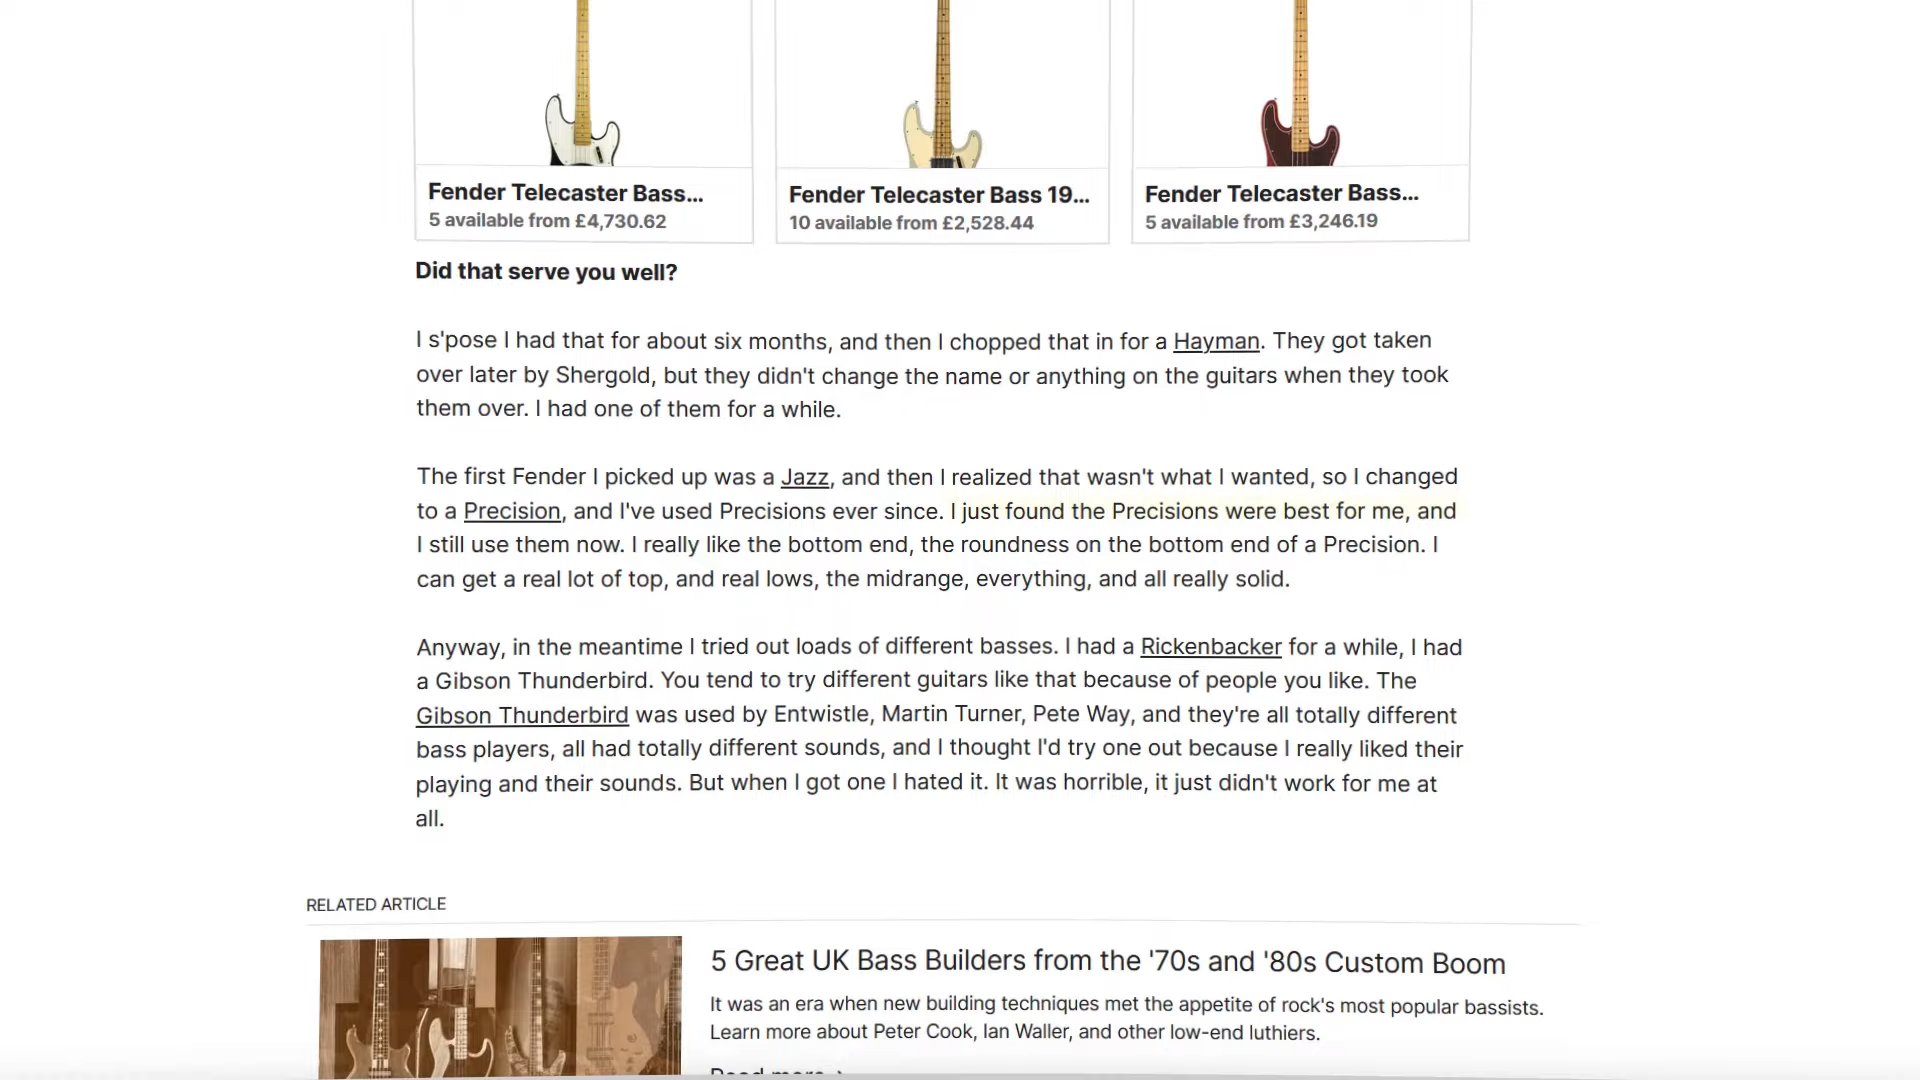 Fender Telecaster Bass...
5 available from £4,730.62
Fender Telecaster Bass 19...
10 available from £2,528.44
Fender Telecaster Bass...
5 available from £3,246.19
Did that serve you well?
I s'pose I had that for about six months, and then I chopped that in for a Hayman. They got taken
over later by Shergold, but they didn't change the name or anything on the guitars when they took
them over. I had one of them for a while.
The first Fender I picked up was a Jazz, and then I realized that wasn't what I wanted, so I changed
to a Precision, and I've used Precisions ever since. I just found the Precisions were best for me, and
I still use them now. I really like the bottom end, the roundness on the bottom end of a Precision. I
can get a real lot of top, and real lows, the midrange, everything, and all really solid.
Anyway, in the meantime I tried out loads of different basses. I had a Rickenbacker for a while, I had
a Gibson Thunderbird. You tend to try different guitars like that because of people you like. The
Gibson Thunderbird was used by Entwistle, Martin Turner, Pete Way, and they're all totally different
bass players, all had totally different sounds, and I thought I'd try one out because I really liked their
playing and their sounds. But when I got one I hated it. It was horrible, it just didn't work for me at
all.
RELATED ARTICLE
5 Great UK Bass Builders from the '70s and '80s Custom Boom
It was an era when new building techniques met the appetite of rock's most popular bassists.
Learn more about Peter Cook, Ian Waller, and other low-end luthiers.
Read more